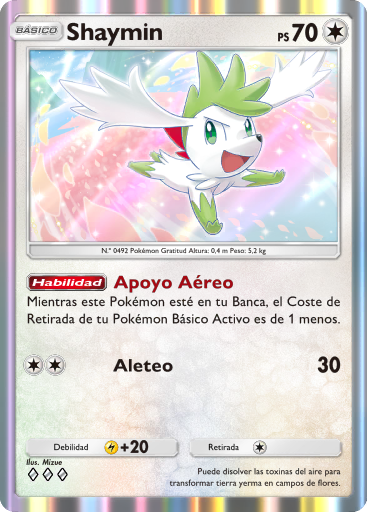 BÁSICO Shaymin PS 70
N.º 0492 Pokémon Gratitud Altura: 0,4 m Peso: 5,2 kg
Habilidad Apoyo Aéreo
Mientras este Pokémon esté en tu Banca, el Coste de
Retirada de tu Pokémon Básico Activo es de 1 menos.
Aleteo 30
Debilidad +20 Retirada
Ilus. Mizue
Puede disolver las toxinas del aire para
transformar tierra yerma en campos de flores.